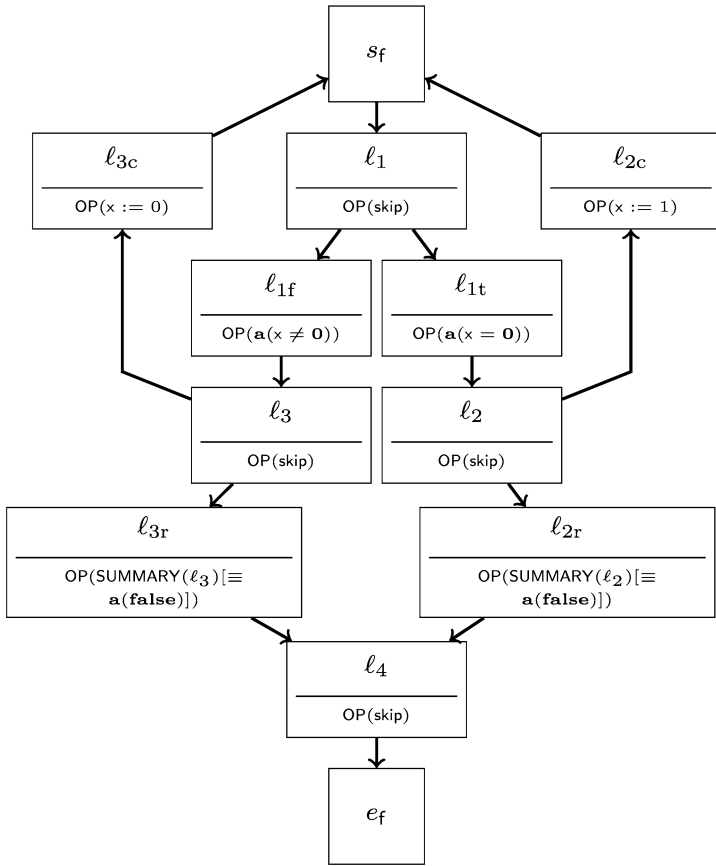 s_f
ℓ_3c
ℓ_1
ℓ_2c
OP(x := 0)
OP(skip)
OP(x := 1)
ℓ_1f
ℓ_1t
OP(a(x ≠ 0))
OP(a(x = 0))
ℓ_3
ℓ_2
OP(skip)
OP(skip)
ℓ_3r
ℓ_2r
OP(SUMMARY(ℓ_3)[≡
a(false)])
OP(SUMMARY(ℓ_2)[≡
a(false)])
ℓ_4
OP(skip)
e_f